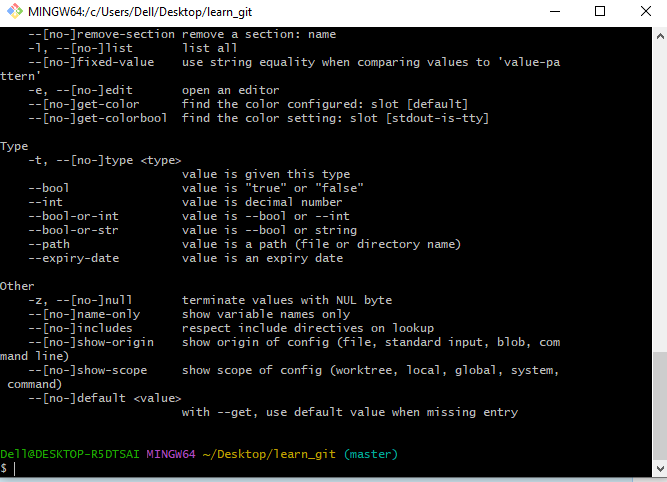 MINGW64:/c/Users/Dell/Desktop/learn_git
--[no-]remove-section remove a section: name
-l, --[no-]list       list all
--[no-]fixed-value    use string equality when comparing values to 'value-pa
ttern'
-e, --[no-]edit       open an editor
--[no-]get-color      find the color configured: slot [default]
--[no-]get-colorbool  find the color setting: slot [stdout-is-tty]
Type
-t, --[no-]type <type>
value is given this type
--bool                value is "true" or "false"
--int                 value is decimal number
--bool-or-int         value is --bool or --int
--bool-or-str         value is --bool or string
--path                value is a path (file or directory name)
--expiry-date         value is an expiry date
Other
-z, --[no-]null       terminate values with NUL byte
--[no-]name-only      show variable names only
--[no-]includes       respect include directives on lookup
--[no-]show-origin    show origin of config (file, standard input, blob, com
mand line)
--[no-]show-scope     show scope of config (worktree, local, global, system,
command)
--[no-]default <value>
with --get, use default value when missing entry
Dell@DESKTOP-R5DTSAI MINGW64 ~/Desktop/learn_git (master)
$